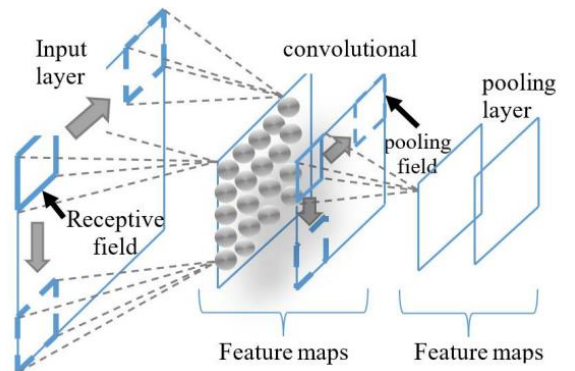 Input
layer
convolutional
pooling
layer
pooling
field
Receptive
field
Feature maps
Feature maps